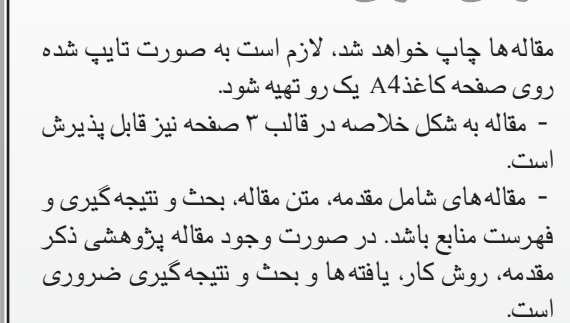 مقاله‌ها چاپ خواهد شد، لازم است به صورت تایپ شده
روی صفحه کاغذA4 یک رو تهیه شود.
- مقاله به شکل خلاصه در قالب ۳ صفحه نیز قابل پذیرش
است.
- مقاله‌های شامل مقدمه، متن مقاله، بحث و نتیجه گیری و
فهرست منابع باشد. در صورت وجود مقاله پژوهشی ذکر
مقدمه، روش کار، یافته‌ها و بحث و نتیجه گیری ضروری
است.